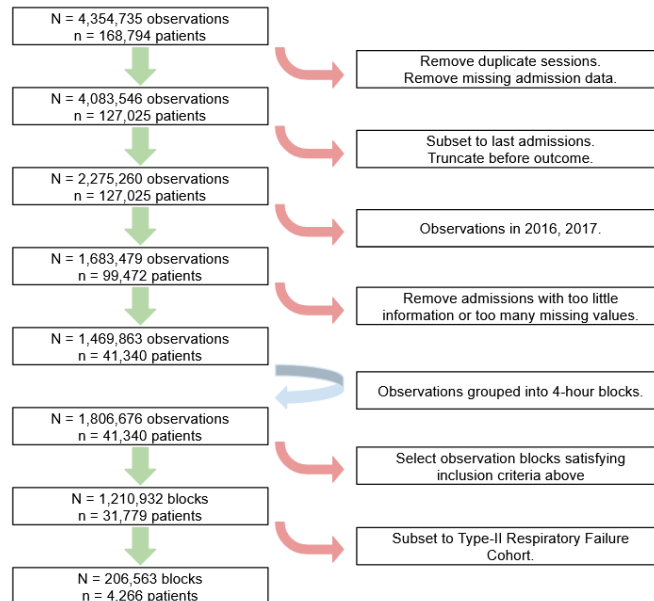 N = 4,354,735 observations
n = 168,794 patients
Remove duplicate sessions.
Remove missing admission data.
N = 4,083,546 observations
n = 127,025 patients
Subset to last admissions.
Truncate before outcome.
N = 2,275,260 observations
n = 127,025 patients
Observations in 2016, 2017.
N = 1,683,479 observations
n = 99,472 patients
Remove admissions with too little
information or too many missing values.
N = 1,469,863 observations
n = 41,340 patients
Observations grouped into 4-hour blocks.
N = 1,806,676 observations
n = 41,340 patients
Select observation blocks satisfying
inclusion criteria above
N = 1,210,932 blocks
n = 31,779 patients
Subset to Type-II Respiratory Failure
Cohort.
N = 206,563 blocks
n = 4,266 patients